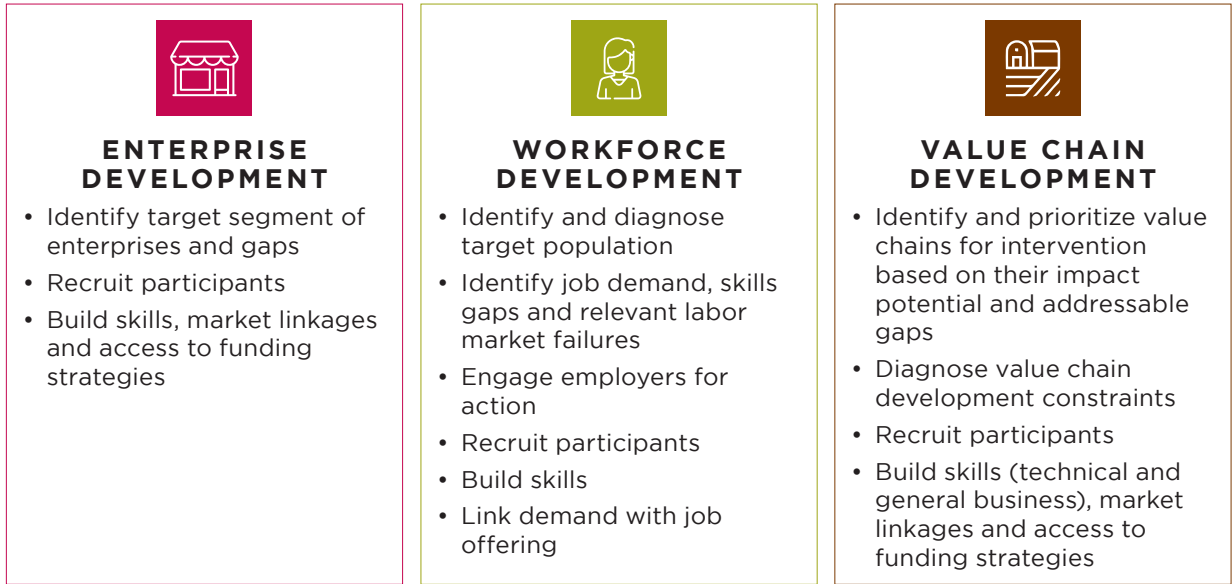 ENTERPRISE
DEVELOPMENT
• Identify target segment of
enterprises and gaps
• Recruit participants
• Build skills, market linkages
and access to funding
strategies
WORKFORCE
DEVELOPMENT
• Identify and diagnose
target population
• Identify job demand, skills
gaps and relevant labor
market failures
• Engage employers for
action
• Recruit participants
• Build skills
• Link demand with job
offering
VALUE CHAIN
DEVELOPMENT
• Identify and prioritize value
chains for intervention
based on their impact
potential and addressable
gaps
• Diagnose value chain
development constraints
• Recruit participants
• Build skills (technical and
general business), market
linkages and access to
funding strategies